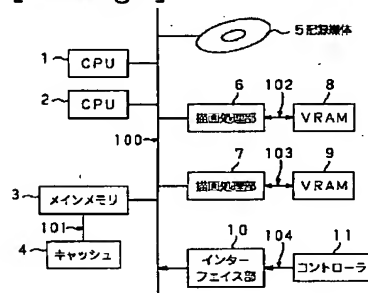 5 記録媒体
1 CPU
2 CPU
6 102 8
描画処理部 VRAM
100
7 103 9
描画処理部 VRAM
3 メインメモリ
101
4 キャッシュ
10 104 11
インターフェイス部 コントローラ